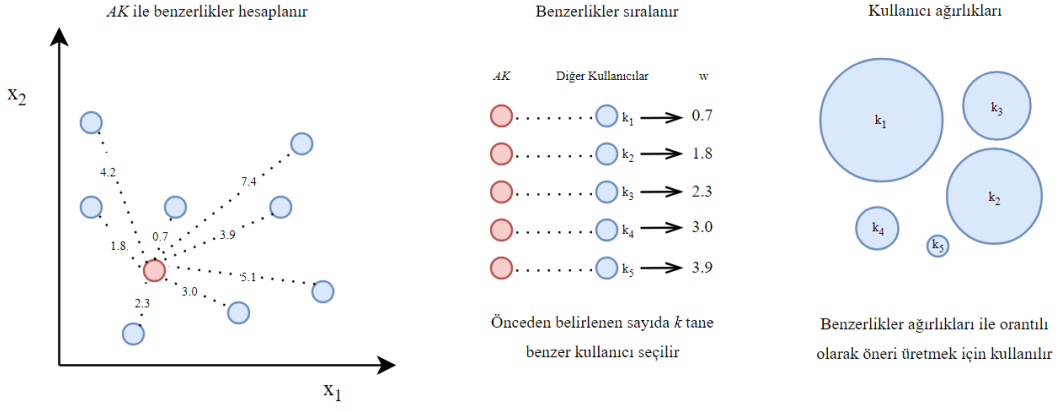 AK ile benzerlikler hesaplanır
x2
4.2
7.4
1.8
0.7
3.9
5.1
2.3
3.0
x1
Benzerlikler sıralanır
AK Diğer Kullanıcılar w
k1 0.7
k2 1.8
k3 2.3
k4 3.0
k5 3.9
Önceden belirlenen sayıda k tane
benzer kullanıcı seçilir
Kullanıcı ağırlıkları
k1
k3
k2
k4
k5
Benzerlikler ağırlıkları ile orantılı
olarak öneri üretmek için kullanılır